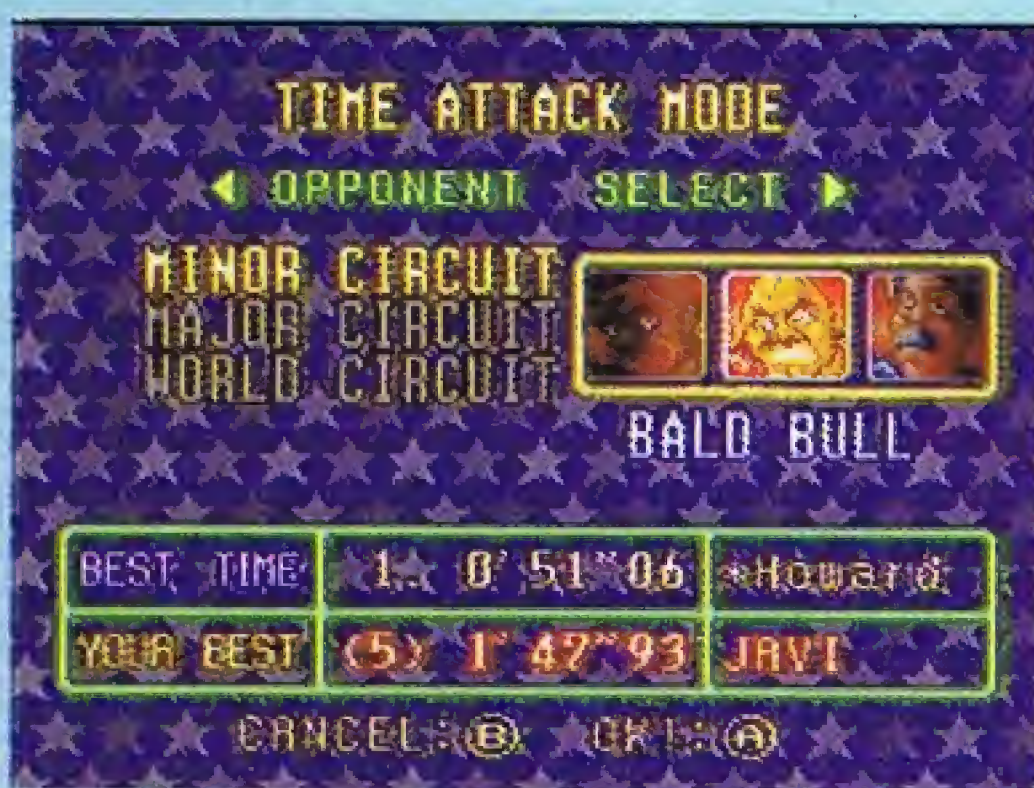 TIME ATTACK MODE
OPPONENT SELECT
MINOR CIRCUIT
MAJOR CIRCUIT
WORLD CIRCUIT
BALD BULL
BEST TIME 1. 0'51"06 *Howard
YOUR BEST (5) 1'47"93 JAVI
CANCEL:B OK!:A